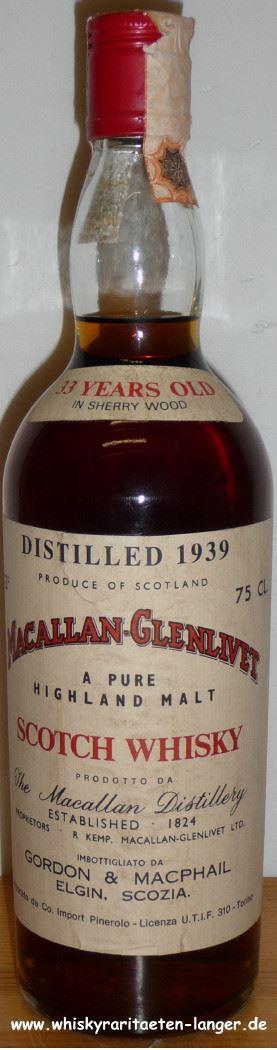 33 YEARS OLD
IN SHERRY WOOD
DISTILLED 1939
PRODUCE OF SCOTLAND
75 CL
MACALLAN-GLENLIVET
A PURE
HIGHLAND MALT
SCOTCH WHISKY
PRODOTTO DA
The Macallan Distillery
ESTABLISHED · 1824
PROPRIETORS · R. KEMP. MACALLAN-GLENLIVET LTD.
IMBOTTIGLIATO DA
GORDON & MACPHAIL
ELGIN, SCOZIA.
da Co. Import Pinerolo - Licenza U.T.I.F. 310 - Torino
www.whiskyraritaeten-langer.de